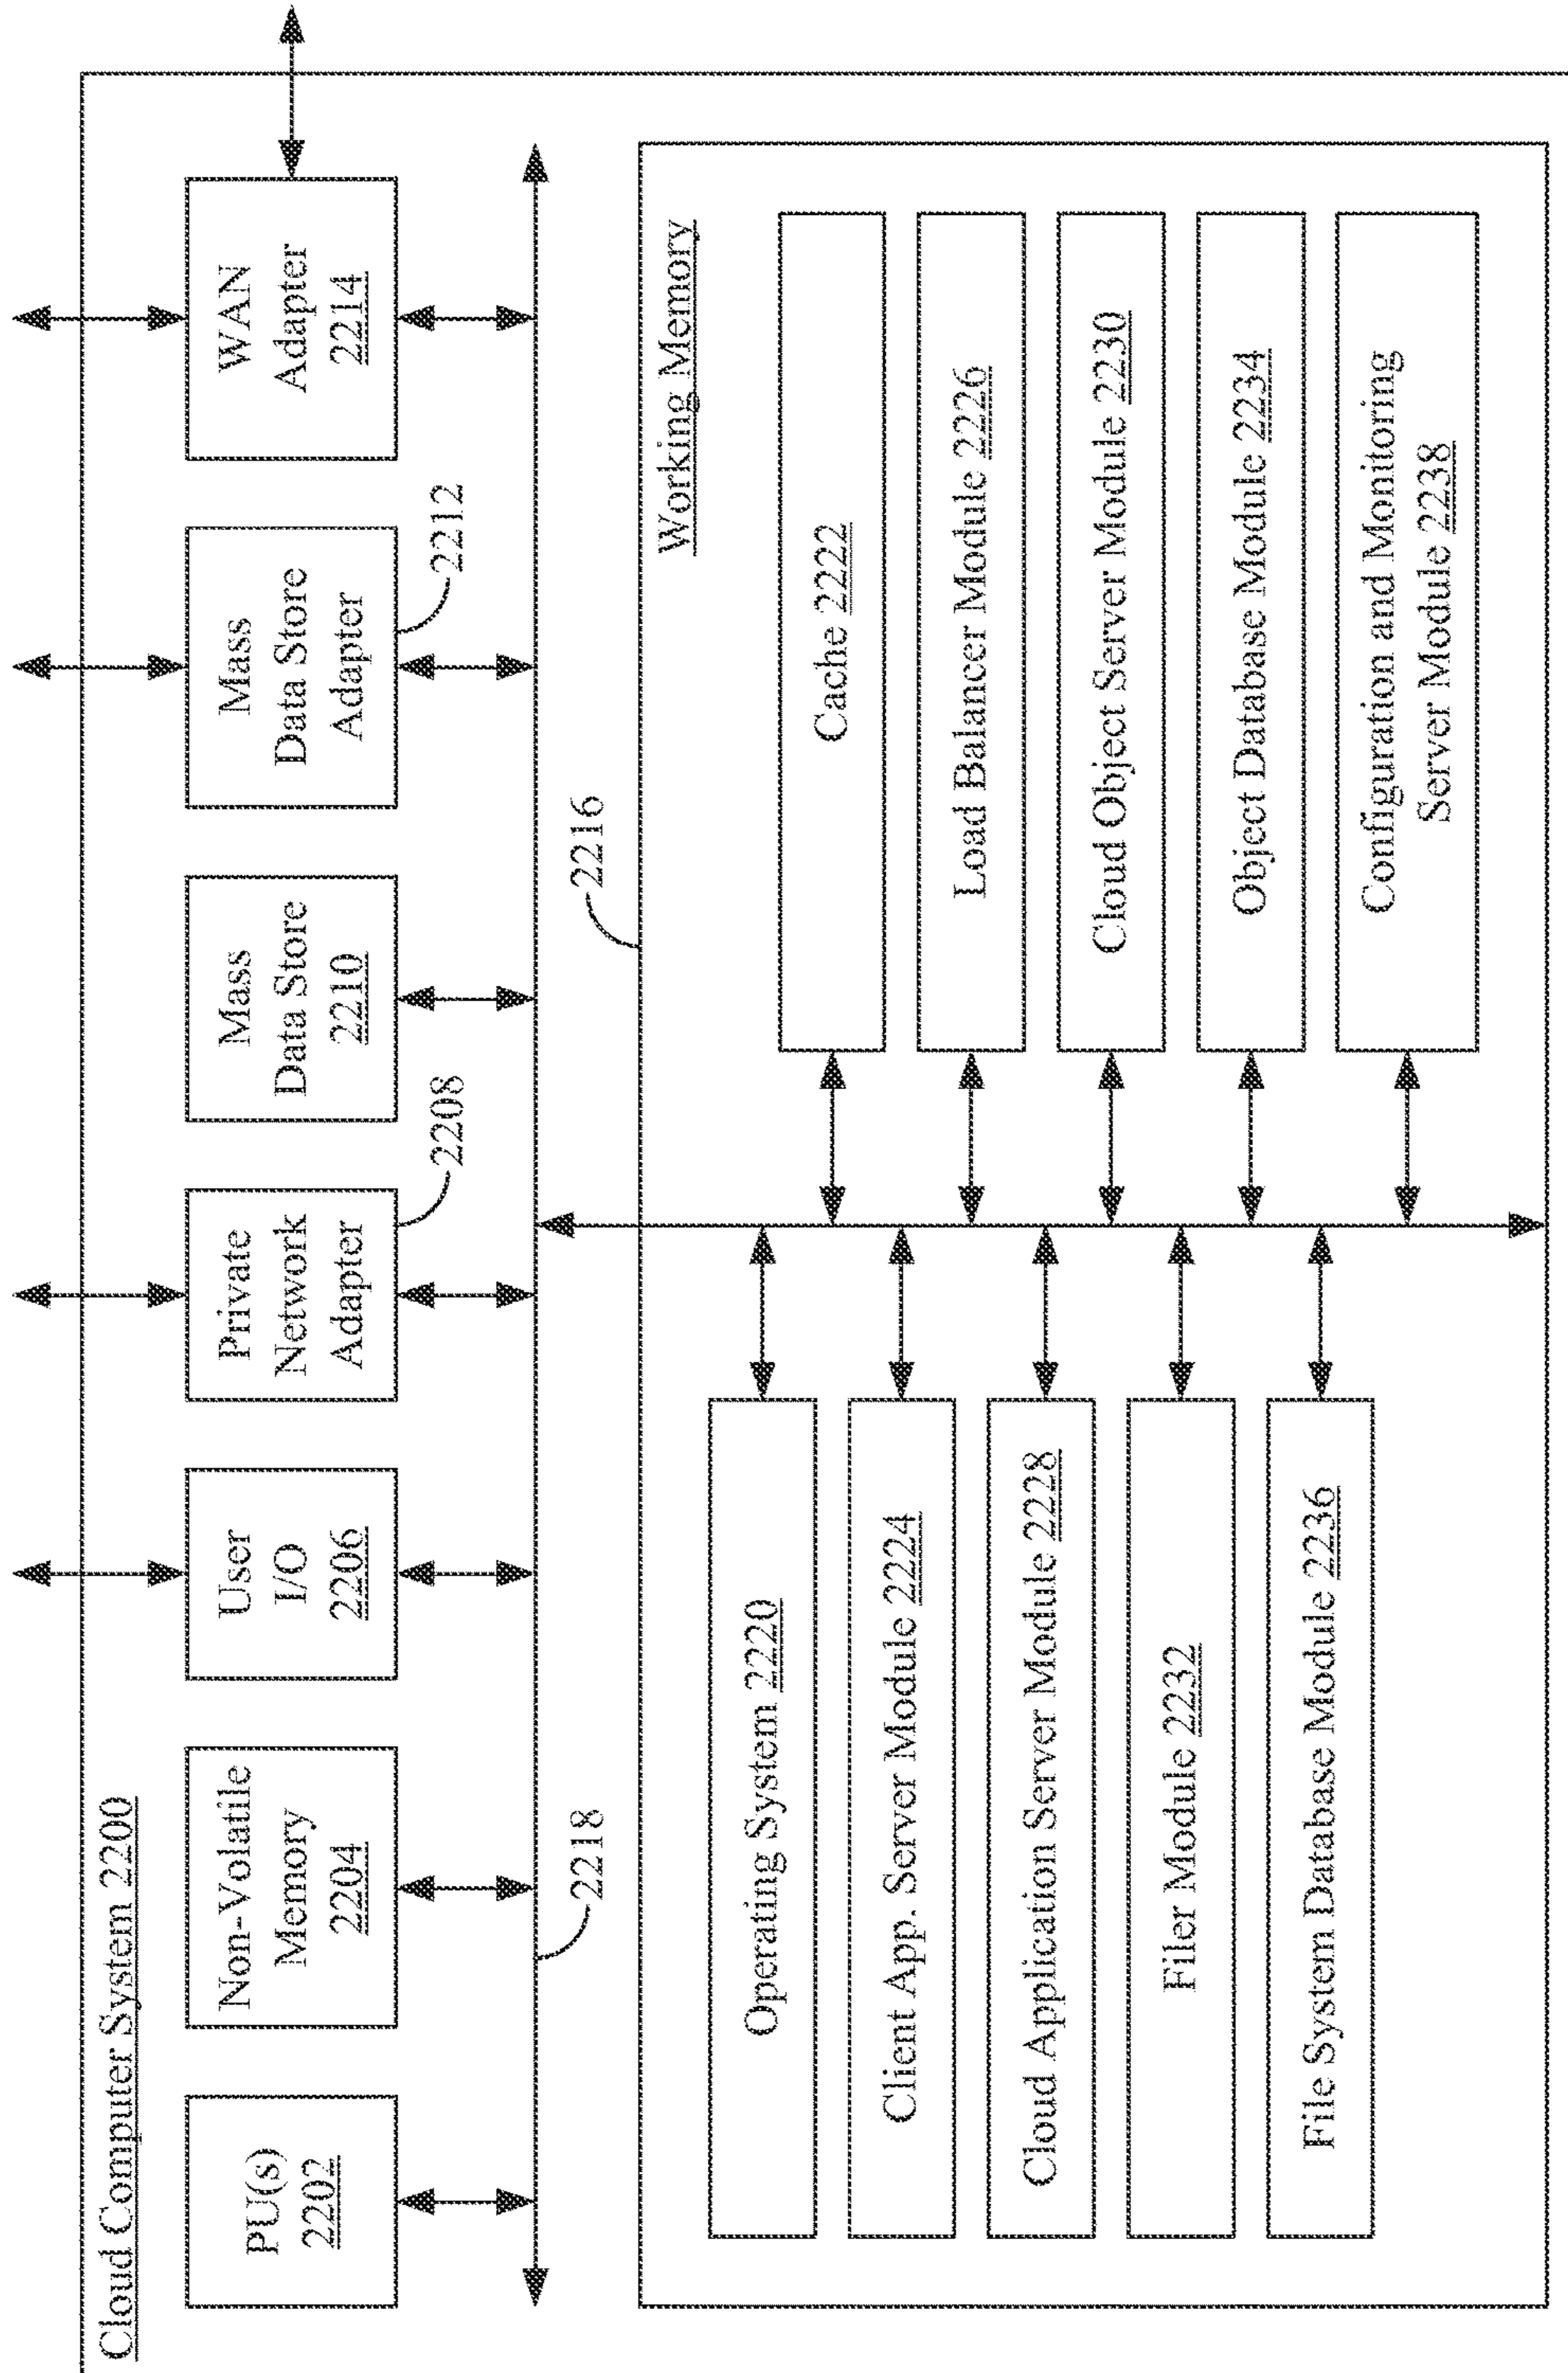 Cloud Computer System 2200
PU(s)
2202
Non-Volatile
Memory
2204
User
I/O
2206
Private
Network
Adapter
2208
Mass
Data Store
2210
Mass
Data Store
Adapter
2212
WAN
Adapter
2214
2218
2216
Working Memory
Operating System 2220
Client App. Server Module 2224
Cloud Application Server Module 2228
Filer Module 2232
File System Database Module 2236
Cache 2222
Load Balancer Module 2226
Cloud Object Server Module 2230
Object Database Module 2234
Configuration and Monitoring
Server Module 2238